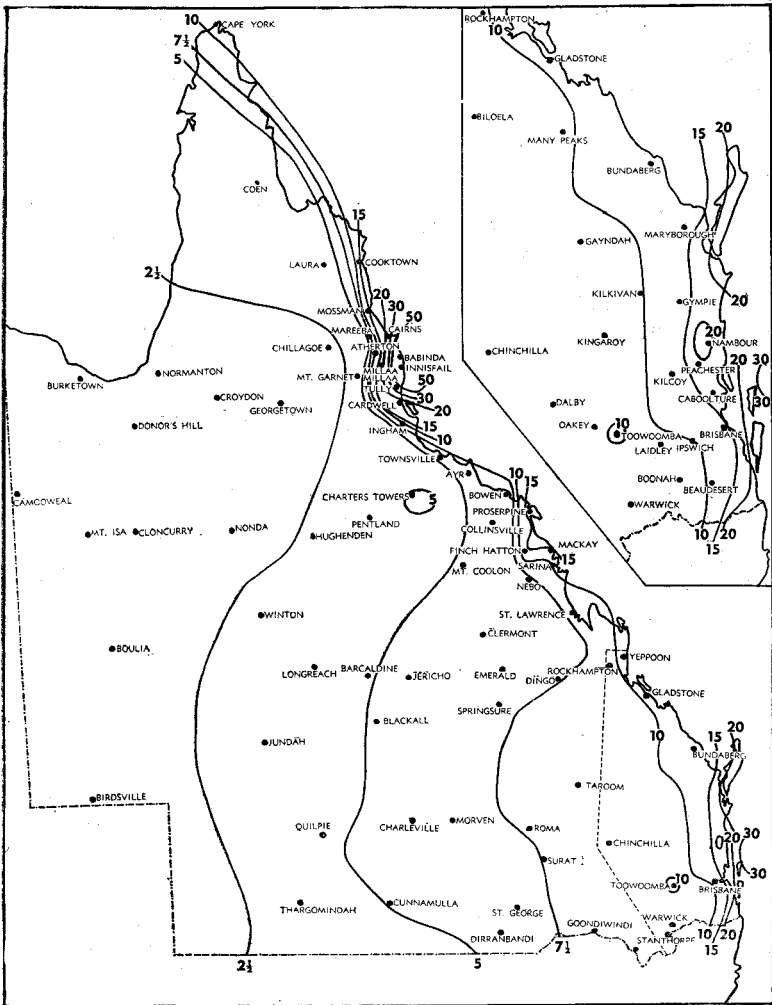 10
CAPE YORK
7½
5
COEN
15
2½
LAURA
COOKTOWN
20
30
50
MOSSMAN
MAREEBA
CAIRNS
CHILLAGOE
ATHERTON
BABINDA
INNISFAIL
MT. GARNET
MILLAA
MILLAA
TULLY
50
30
CARDWELL
20
15
INGHAM
10
BURKETOWN
NORMANTON
CROYDON
GEORGETOWN
DONOR'S HILL
TOWNSVILLE
AYR
CAMOOWEAL
CHARTERS TOWERS
5
PENTLAND
10
15
BOWEN
PROSERPINE
COLLINSVILLE
MT. ISA
CLONCURRY
NONDA
HUGHENDEN
FINCH HATTON
MACKAY
15
SARINA
MT. COOLON
NEBO
WINTON
ST. LAWRENCE
BOULIA
CLERMONT
YEPPOON
LONGREACH
BARCALDINE
JERICHO
EMERALD
DINGO
ROCKHAMPTON
GLADSTONE
SPRINGSURE
BLACKALL
10
JUNDAH
15
20
BUNDABERG
BIRDSVILLE
TAROOM
QUILPIE
CHARLEVILLE
MORVEN
ROMA
CHINCHILLA
20
30
SURAT
TOOWOOMBA
10
BRISBANE
30
THARGOMINDAH
CUNNAMULLA
ST. GEORGE
DIRRANBANDI
GOONDIWINDI
WARWICK
STANTHORPE
10
15
20
2½
5
7½
ROCKHAMPTON
10
GLADSTONE
BILOELA
MANY PEAKS
15
20
BUNDABERG
MARYBOROUGH
GAYNDAH
KILKIVAN
GYMPIE
20
KINGAROY
20
NAMBOUR
CHINCHILLA
PEACHESTER
KILCOY
20
30
CABOOLTURE
30
DALBY
OAKEY
10
TOOWOOMBA
BRISBANE
LAIDLEY
IPSWICH
BOONAH
BEAUDESERT
WARWICK
10
15
20